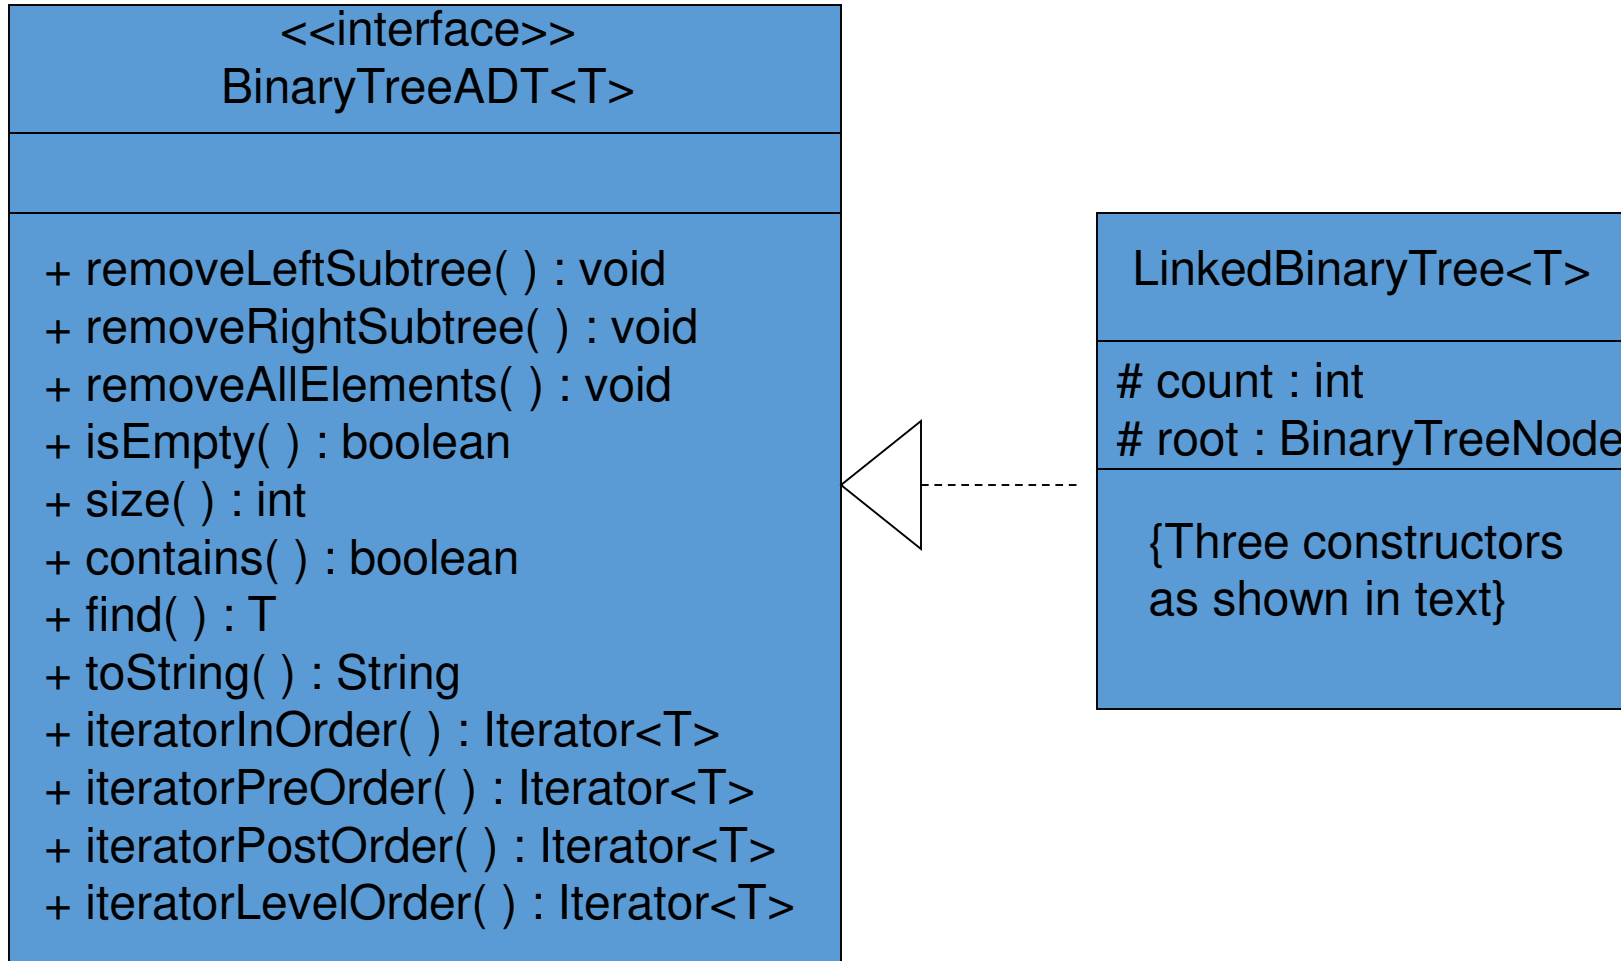 <<interface>>
BinaryTreeADT<T>
+ removeLeftSubtree( ) : void
+ removeRightSubtree( ) : void
+ removeAllElements( ) : void
+ isEmpty( ) : boolean
+ size( ) : int
+ contains( ) : boolean
+ find( ) : T
+ toString( ) : String
+ iteratorInOrder( ) : Iterator<T>
+ iteratorPreOrder( ) : Iterator<T>
+ iteratorPostOrder( ) : Iterator<T>
+ iteratorLevelOrder( ) : Iterator<T>
LinkedBinaryTree<T>
# count : int
# root : BinaryTreeNode
{Three constructors
as shown in text}